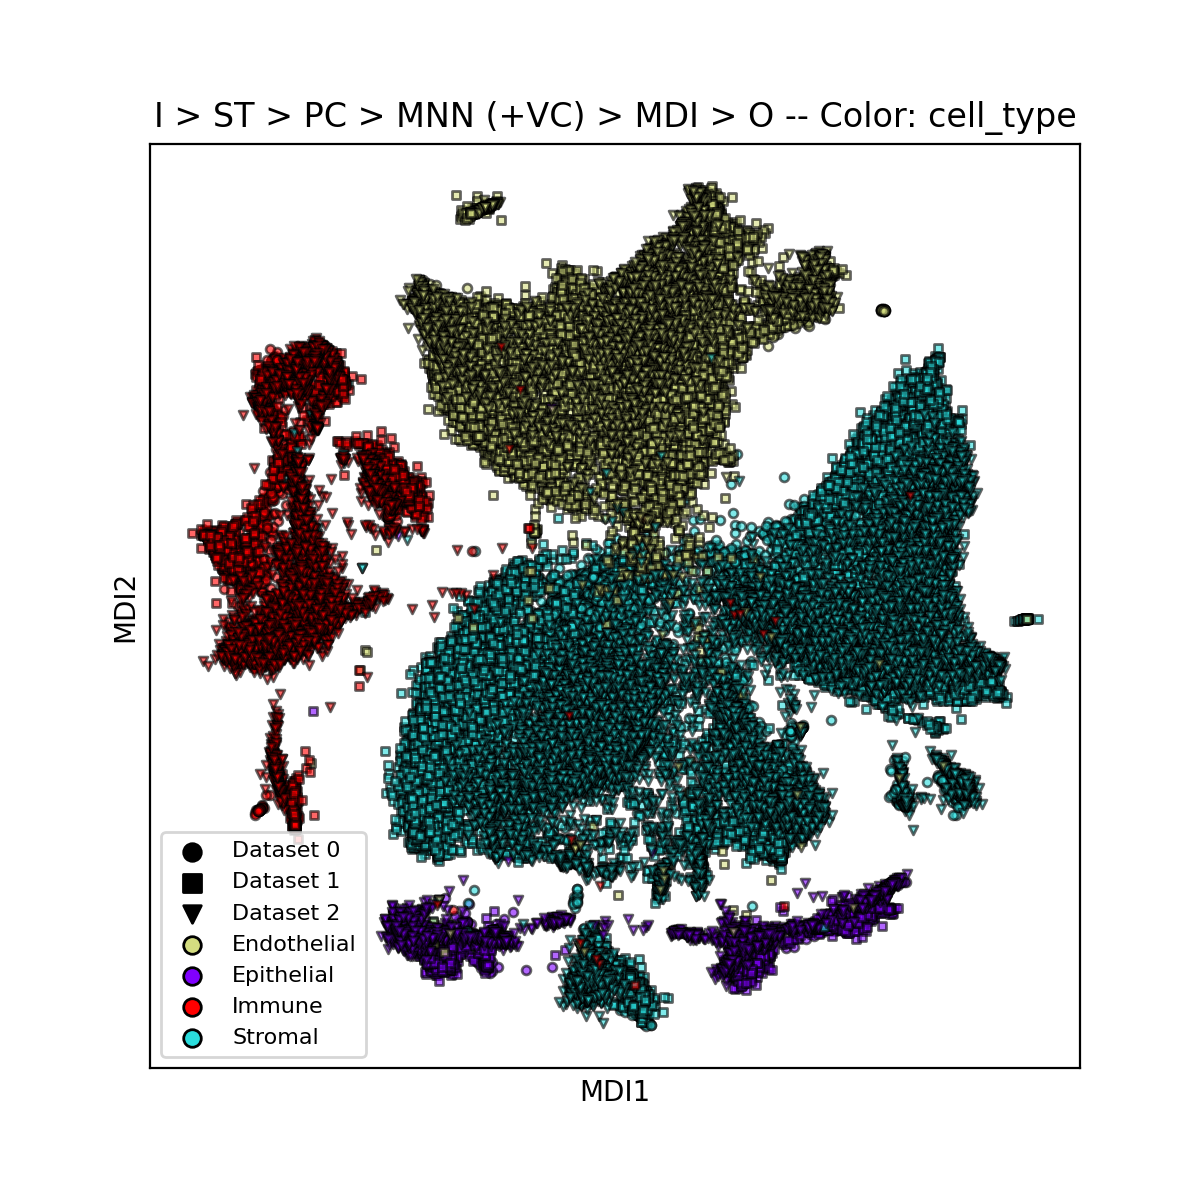 I > ST > PC > MNN (+VC) > MDI > O -- Color: cell_type
MDI2
Dataset 0
Dataset 1
Dataset 2
Endothelial
Epithelial
Immune
Stromal
MDI1